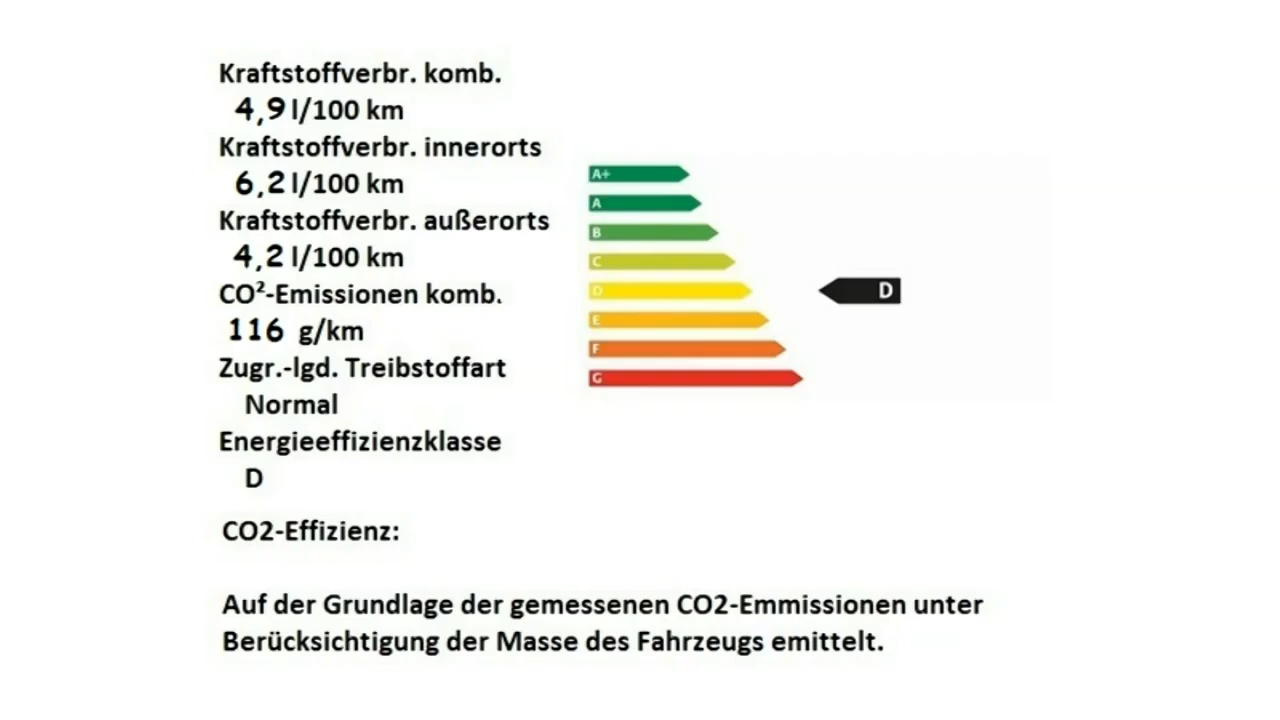 Kraftstoffverbr. komb.
4,9 l/100 km
Kraftstoffverbr. innerorts
6,2 l/100 km
Kraftstoffverbr. außerorts
4,2 l/100 km
CO²-Emissionen komb.
116 g/km
Zugr.-lgd. Treibstoffart
Normal
Energieeffizienzklasse
D
A+
A
B
C
D
E
F
G
D
CO2-Effizienz:
Auf der Grundlage der gemessenen CO2-Emmissionen unter
Berücksichtigung der Masse des Fahrzeugs emittelt.